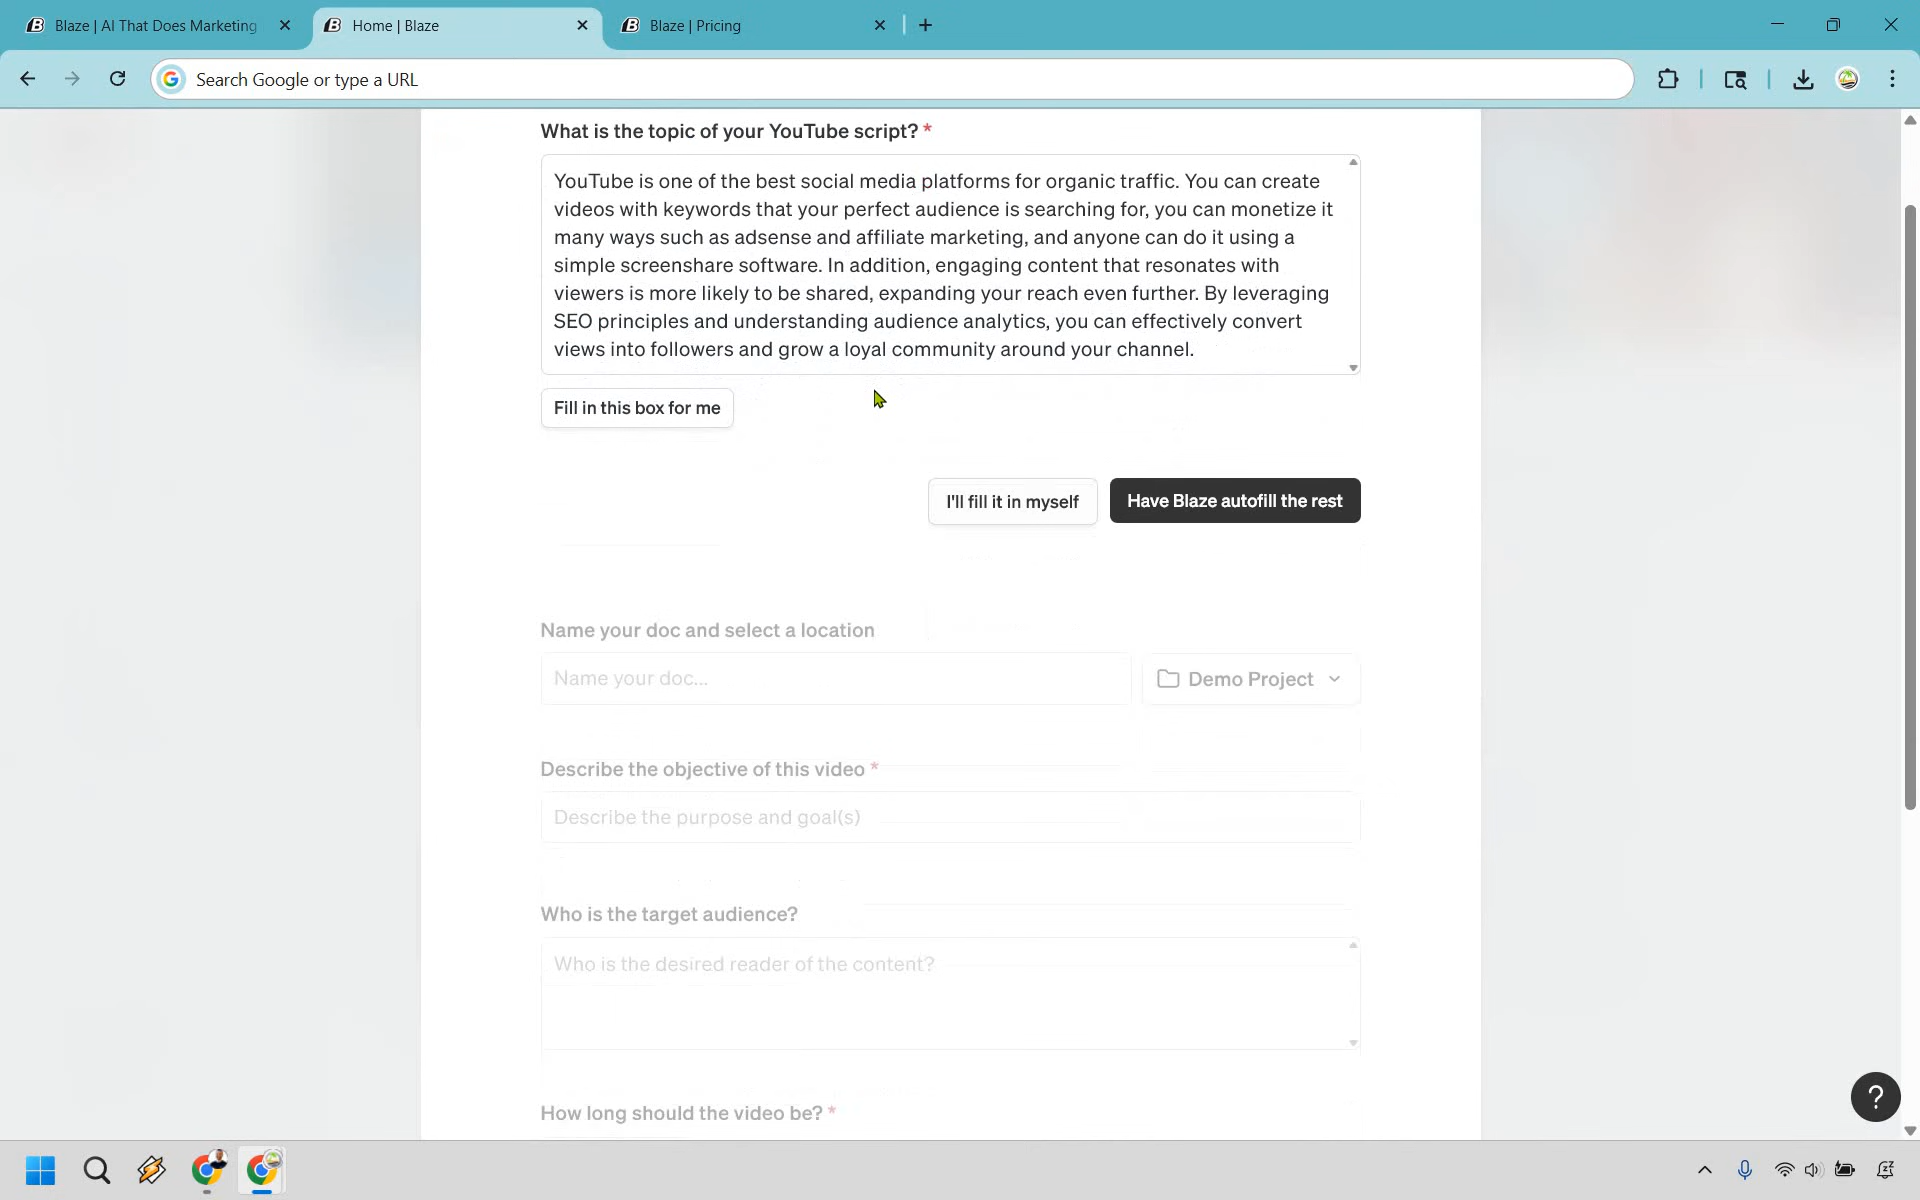 Blaze | AI That Does Marketing
Home | Blaze
Blaze | Pricing
Search Google or type a URL
What is the topic of your YouTube script? *
YouTube is one of the best social media platforms for organic traffic. You can create
videos with keywords that your perfect audience is searching for, you can monetize it
many ways such as adsense and affiliate marketing, and anyone can do it using a
simple screenshare software. In addition, engaging content that resonates with
viewers is more likely to be shared, expanding your reach even further. By leveraging
SEO principles and understanding audience analytics, you can effectively convert
views into followers and grow a loyal community around your channel.
Fill in this box for me
I'll fill it in myself
Have Blaze autofill the rest
Name your doc and select a location
Name your doc...
Demo Project
Describe the objective of this video *
Describe the purpose and goal(s)
Who is the target audience?
Who is the desired reader of the content?
How long should the video be? *
?